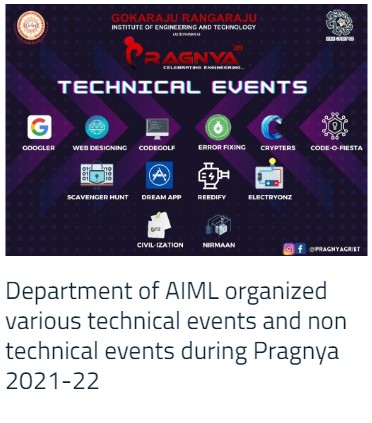 GOKARAJU RANGARAJU
INSTITUTE OF ENGINEERING AND TECHNOLOGY
(AUTONOMOUS)
PRAGNYA 21
CELEBRATING ENGINEERING...
TECHNICAL EVENTS
GOOGLER WEB DESIGNING CODEGOLF ERROR FIXING CRYPTERS CODE-O-FIESTA
SCAVENGER HUNT DREAM APP REEDIFY ELECTRYONZ
CIVIL-IZATION NIRMAAN
@PRAGNYAGRIET
Department of AIML organized
various technical events and non
technical events during Pragnya
2021-22